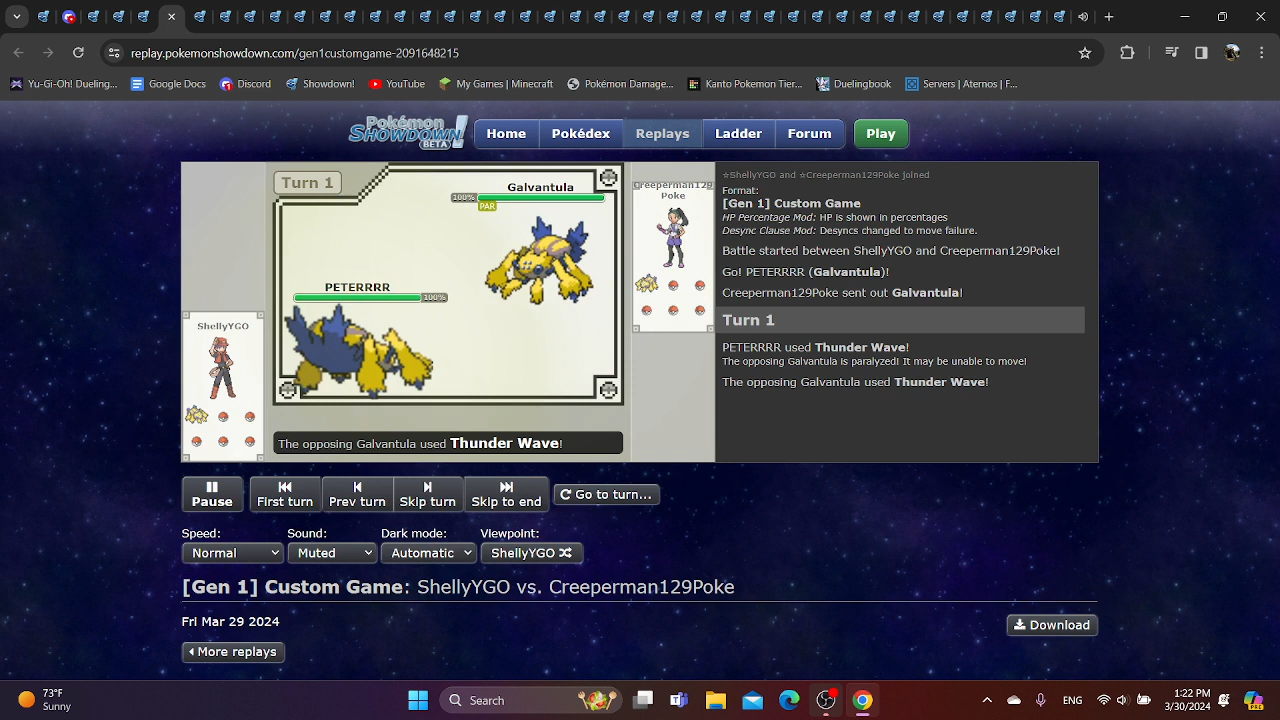 replay.pokemonshowdown.com/gen1customgame-2091648215
Yu-Gi-Oh! Dueling...
Google Docs
Discord
Showdown!
YouTube
My Games | Minecraft
Pokémon Damage...
Kanto Pokemon Tier...
Duelingbook
Servers | Aternos | F...
Pokémon
SHOWDOWN!
BETA
Home
Pokédex
Replays
Ladder
Forum
Play
Turn 1
Galvantula
100%
PAR
PETERRRR
100%
ShellyYGO
The opposing Galvantula used Thunder Wave!
Creeperman129
Poke
☆ShellyYGO and ☆Creeperman129Poke joined
Format:
[Gen 1] Custom Game
HP Percentage Mod: HP is shown in percentages
Desync Clause Mod: Desyncs changed to move failure.
Battle started between ShellyYGO and Creeperman129Poke!
Go! PETERRRR (Galvantula)!
Creeperman129Poke sent out Galvantula!
Turn 1
PETERRRR used Thunder Wave!
The opposing Galvantula is paralyzed! It may be unable to move!
The opposing Galvantula used Thunder Wave!
Pause
First turn
Prev turn
Skip turn
Skip to end
Go to turn...
Speed:
Sound:
Dark mode:
Viewpoint:
Normal
Muted
Automatic
ShellyYGO
[Gen 1] Custom Game: ShellyYGO vs. Creeperman129Poke
Fri Mar 29 2024
Download
More replays
73°F
Sunny
Search
ENG
1:22 PM
3/30/2024
PRE